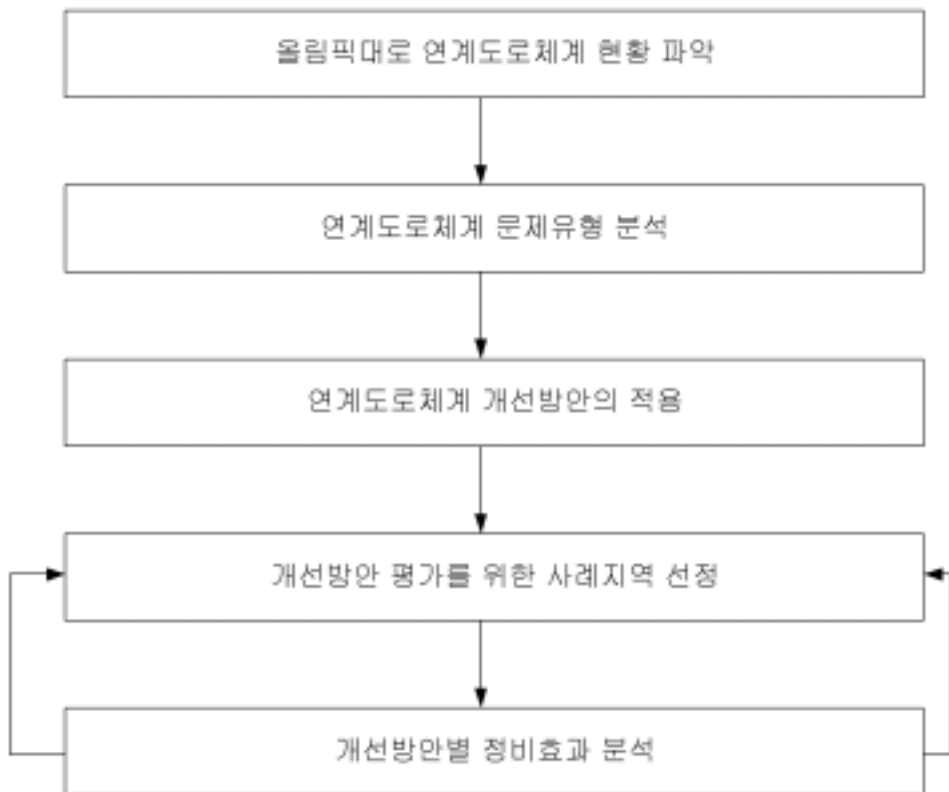 올림픽대로 연계도로체계 현황 파악
연계도로체계 문제유형 분석
연계도로체계 개선방안의 적용
개선방안 평가를 위한 사례지역 선정
개선방안별 정비효과 분석